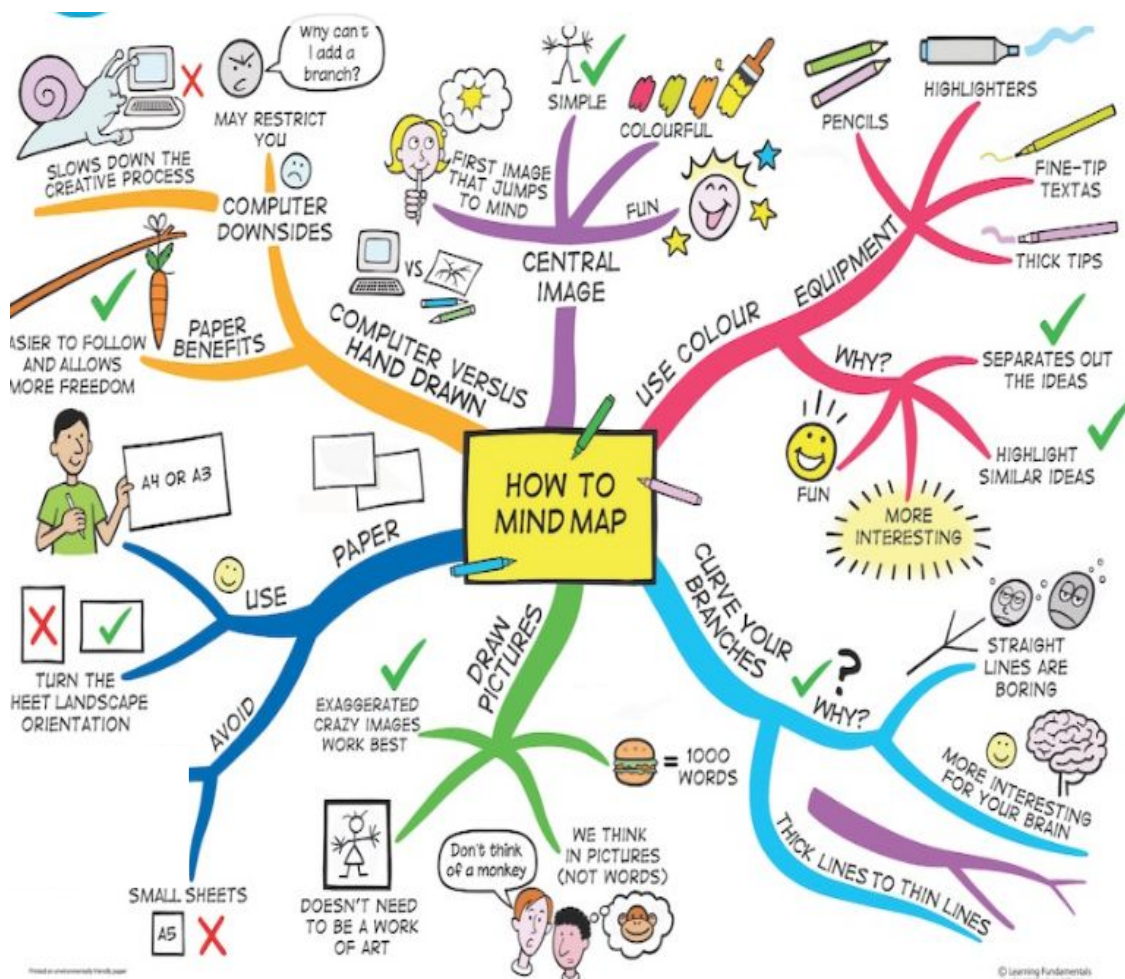 HOW TO
MIND MAP
CENTRAL
IMAGE
FIRST IMAGE
THAT JUMPS
TO MIND
SIMPLE
COLOURFUL
FUN
USE COLOUR
EQUIPMENT
PENCILS
HIGHLIGHTERS
FINE-TIP
TEXTAS
THICK TIPS
WHY?
SEPARATES OUT
THE IDEAS
HIGHLIGHT
SIMILAR IDEAS
MORE
INTERESTING
FUN
CURVE YOUR
BRANCHES
?
WHY?
STRAIGHT
LINES ARE
BORING
MORE INTERESTING
FOR YOUR
BRAIN
THICK LINES TO THIN LINES
DRAW
PICTURES
= 1000
WORDS
WE THINK
IN PICTURES
(NOT WORDS)
Don't think
of a monkey
DOESN'T NEED
TO BE A WORK
OF ART
EXAGGERATED
CRAZY IMAGES
WORK BEST
PAPER
USE
A4 OR A3
TURN THE
HEET LANDSCAPE
ORIENTATION
AVOID
SMALL SHEETS
A5
COMPUTER VERSUS
HAND DRAWN
VS
PAPER
BENEFITS
ASIER TO FOLLOW
AND ALLOWS
MORE FREEDOM
COMPUTER
DOWNSIDES
SLOWS DOWN THE
CREATIVE PROCESS
MAY RESTRICT
YOU
Why can't
I add a
branch?
Printed on environmentally friendly paper
© Learning Fundamentals